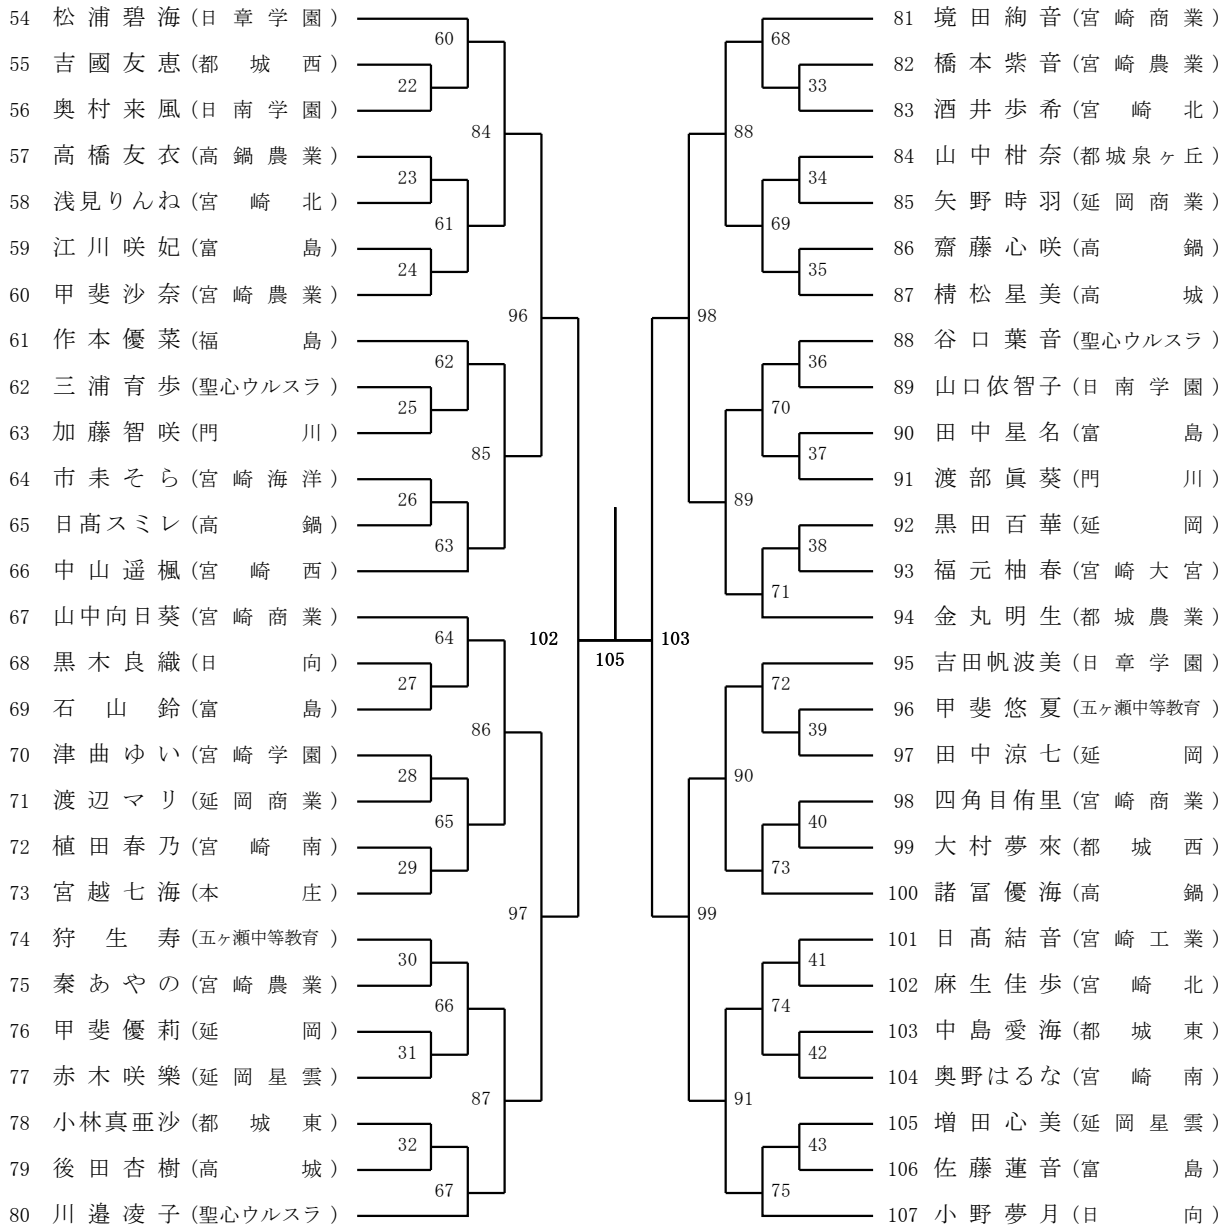 54 松浦碧海 (日章学園)
55 吉國友恵 (都城西)
56 奥村来風 (日南学園)
57 高橋友衣 (高鍋農業)
58 浅見りんね (宮崎北)
59 江川咲妃 (富島)
60 甲斐沙奈 (宮崎農業)
61 作本優菜 (福島)
62 三浦育歩 (聖心ウルスラ)
63 加藤智咲 (門川)
64 市耒そら (宮崎海洋)
65 日髙スミレ (高鍋)
66 中山遥楓 (宮崎西)
67 山中向日葵 (宮崎商業)
68 黒木良織 (日向)
69 石山鈴 (富島)
70 津曲ゆい (宮崎学園)
71 渡辺マリ (延岡商業)
72 植田春乃 (宮崎南)
73 宮越七海 (本庄)
74 狩生寿 (五ヶ瀬中等教育)
75 秦あやの (宮崎農業)
76 甲斐優莉 (延岡)
77 赤木咲樂 (延岡星雲)
78 小林真亜沙 (都城東)
79 後田杏樹 (高城)
80 川邉凌子 (聖心ウルスラ)
60
22
84
23
61
24
96
62
25
85
26
63
102
64
27
86
28
65
29
97
30
66
31
87
32
67
105
103
68
33
88
34
69
35
98
36
70
37
89
38
71
72
39
90
40
73
99
41
74
42
91
43
75
81 境田絢音 (宮崎商業)
82 橋本紫音 (宮崎農業)
83 酒井歩希 (宮崎北)
84 山中柑奈 (都城泉ヶ丘)
85 矢野時羽 (延岡商業)
86 齋藤心咲 (高鍋)
87 棈松星美 (高城)
88 谷口葉音 (聖心ウルスラ)
89 山口依智子 (日南学園)
90 田中星名 (富島)
91 渡部眞葵 (門川)
92 黒田百華 (延岡)
93 福元柚春 (宮崎大宮)
94 金丸明生 (都城農業)
95 吉田帆波美 (日章学園)
96 甲斐悠夏 (五ヶ瀬中等教育)
97 田中涼七 (延岡)
98 四角目侑里 (宮崎商業)
99 大村夢來 (都城西)
100 諸冨優海 (高鍋)
101 日髙結音 (宮崎工業)
102 麻生佳歩 (宮崎北)
103 中島愛海 (都城東)
104 奥野はるな (宮崎南)
105 増田心美 (延岡星雲)
106 佐藤蓮音 (富島)
107 小野夢月 (日向)